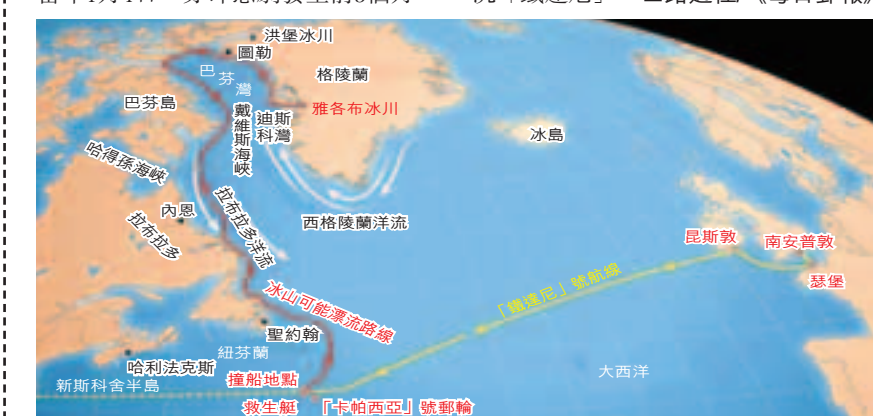 洪堡冰川
圖勒
巴芬灣
格陵蘭
巴芬島
戴維斯海峽
迪斯科灣
雅各布冰川
冰島
哈得孫海峽
內恩
拉布拉多
拉布拉多洋流
西格陵蘭洋流
昆斯敦
南安普敦
瑟堡
「鐵達尼」號航線
冰山可能漂流路線
聖約翰
紐芬蘭
哈利法克斯
新斯科舍半島
撞船地點
大西洋
救生艇
「卡帕西亞」號郵輪